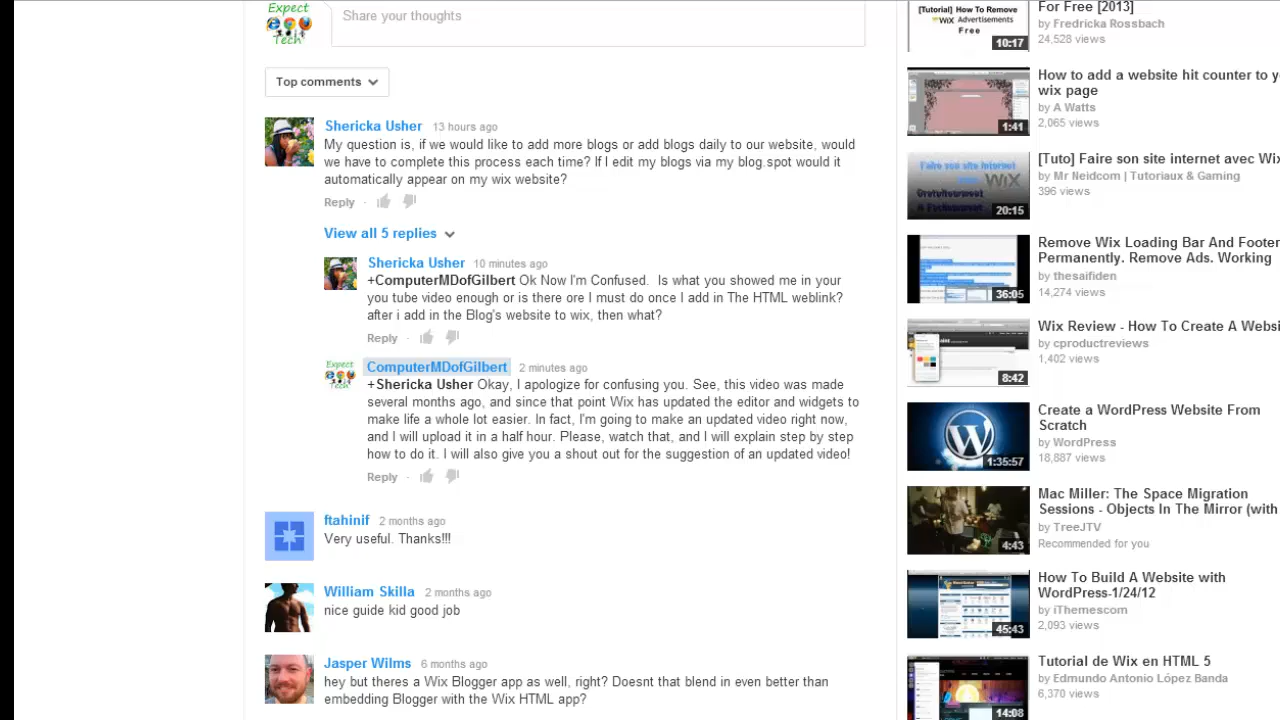 Expect
Tech
Share your thoughts
Top comments
Shericka Usher 13 hours ago
My question is, if we would like to add more blogs or add blogs daily to our website, would
we have to complete this process each time? If I edit my blogs via my blog.spot would it
automatically appear on my wix website?
Reply
View all 5 replies
Shericka Usher 10 minutes ago
+ComputerMDofGilbert Ok Now I'm Confused. Is what you showed me in your
you tube video enough or is there ore I must do once I add in The HTML weblink?
after i add in the Blog's website to wix, then what?
Reply
Expect
Tech
ComputerMDofGilbert 2 minutes ago
+Shericka Usher Okay, I apologize for confusing you. See, this video was made
several months ago, and since that point Wix has updated the editor and widgets to
make life a whole lot easier. In fact, I'm going to make an updated video right now,
and I will upload it in a half hour. Please, watch that, and I will explain step by step
how to do it. I will also give you a shout out for the suggestion of an updated video!
Reply
ftahinif 2 months ago
Very useful. Thanks!!!
William Skilla 2 months ago
nice guide kid good job
Jasper Wilms 6 months ago
hey but theres a Wix Blogger app as well, right? Doesn that blend in even better than
embedding Blogger with the Wix HTML app?
[Tutorial] How To Remove
WiX Advertisements
Free
10:17
For Free [2013]
by Fredricka Rossbach
24,528 views
1:41
How to add a website hit counter to y
wix page
by A Watts
2,065 views
Faire son site Internet
avec WiX
Gratuitement
& Facilement
20:15
[Tuto] Faire son site internet avec Wi
by Mr Neidcom | Tutoriaux & Gaming
396 views
36:05
Remove Wix Loading Bar And Footer
Permanently. Remove Ads. Working
by thesaifiden
14,274 views
8:42
Wix Review - How To Create A Websi
by cproductreviews
1,402 views
1:35:57
Create a WordPress Website From
Scratch
by WordPress
18,887 views
4:43
Mac Miller: The Space Migration
Sessions - Objects In The Mirror (with
by TreeJTV
Recommended for you
45:43
How To Build A Website with
WordPress-1/24/12
by iThemescom
2,093 views
14:08
Tutorial de Wix en HTML 5
by Edmundo Antonio López Banda
6,370 views